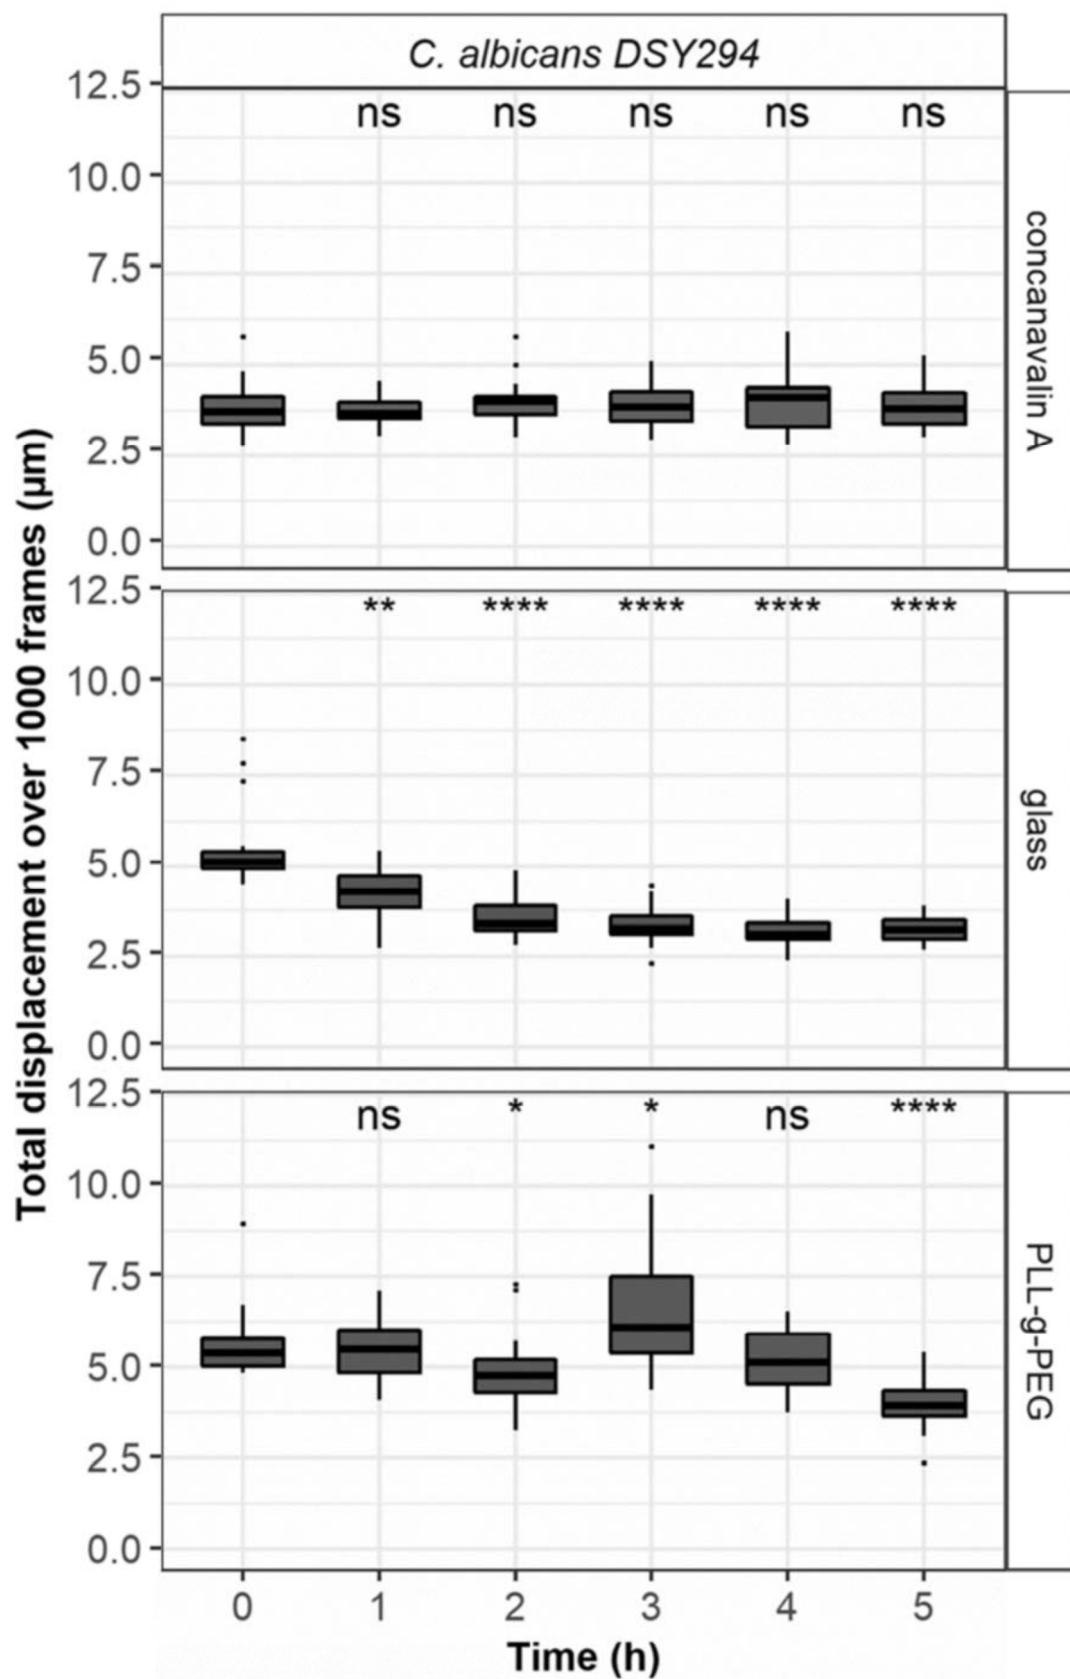 C. albicans DSY294
12.5
ns ns ns ns ns
10.0
7.5
5.0
2.5
0.0
concanavalin A
12.5
** **** **** **** ****
10.0
7.5
5.0
2.5
0.0
glass
12.5
ns * * ns ****
10.0
7.5
5.0
2.5
0.0
PLL-g-PEG
Total displacement over 1000 frames (µm)
0 1 2 3 4 5
Time (h)